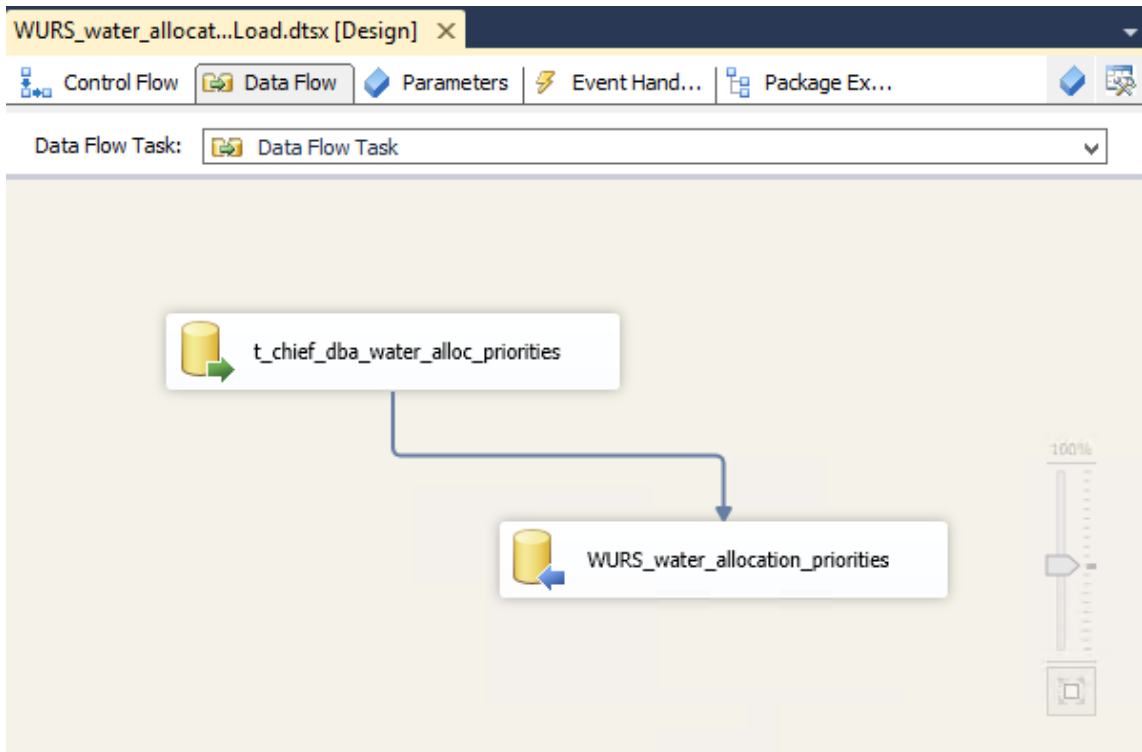 WURS_water_allocat...Load.dtsx [Design]
Control Flow Data Flow Parameters Event Hand... Package Ex...
Data Flow Task: Data Flow Task
t_chief_dba_water_alloc_priorities
100%
WURS_water_allocation_priorities